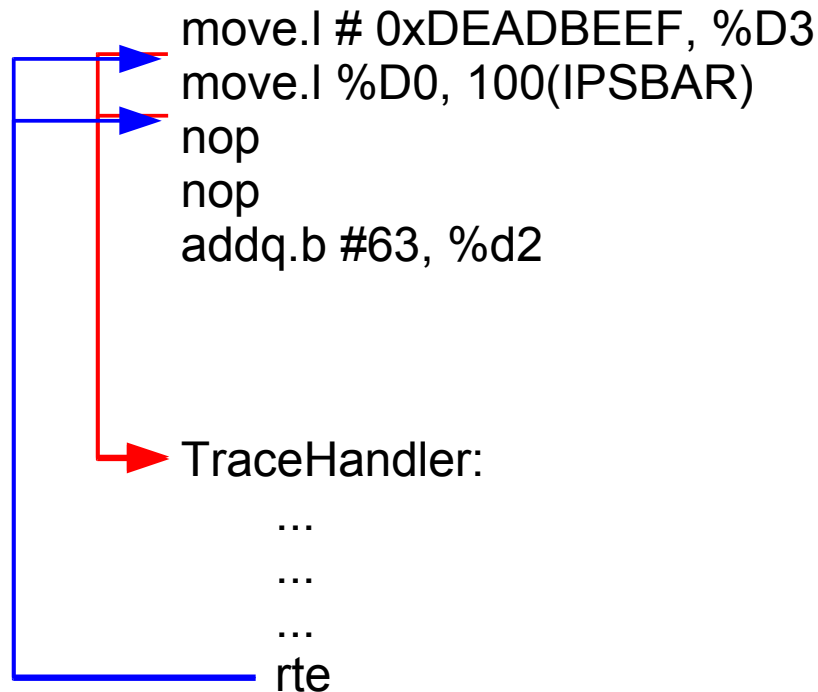 move.l # 0xDEADBEEF, %D3
move.l %D0, 100(IPSBAR)
nop
nop
addq.b #63, %d2
TraceHandler:
...
...
...
rte